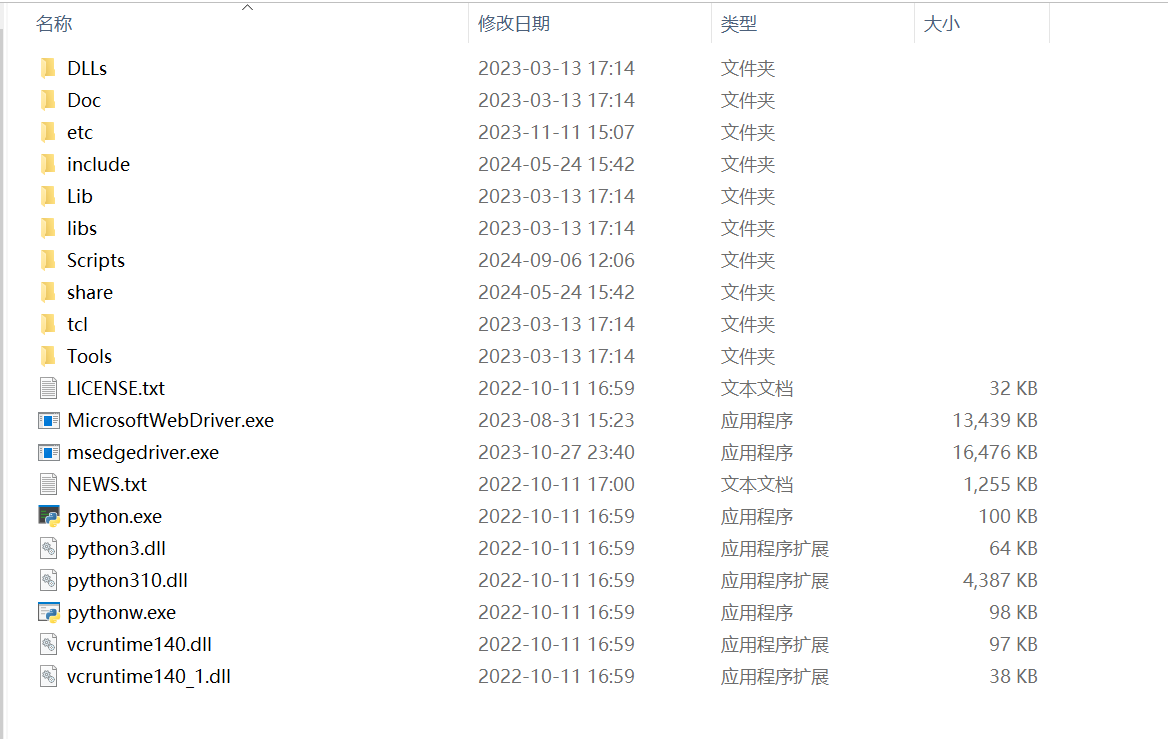 名称 修改日期 类型 大小
DLLs 2023-03-13 17:14 文件夹
Doc 2023-03-13 17:14 文件夹
etc 2023-11-11 15:07 文件夹
include 2024-05-24 15:42 文件夹
Lib 2023-03-13 17:14 文件夹
libs 2023-03-13 17:14 文件夹
Scripts 2024-09-06 12:06 文件夹
share 2024-05-24 15:42 文件夹
tcl 2023-03-13 17:14 文件夹
Tools 2023-03-13 17:14 文件夹
LICENSE.txt 2022-10-11 16:59 文本文档 32 KB
MicrosoftWebDriver.exe 2023-08-31 15:23 应用程序 13,439 KB
msedgedriver.exe 2023-10-27 23:40 应用程序 16,476 KB
NEWS.txt 2022-10-11 17:00 文本文档 1,255 KB
python.exe 2022-10-11 16:59 应用程序 100 KB
python3.dll 2022-10-11 16:59 应用程序扩展 64 KB
python310.dll 2022-10-11 16:59 应用程序扩展 4,387 KB
pythonw.exe 2022-10-11 16:59 应用程序 98 KB
vcruntime140.dll 2022-10-11 16:59 应用程序扩展 97 KB
vcruntime140_1.dll 2022-10-11 16:59 应用程序扩展 38 KB